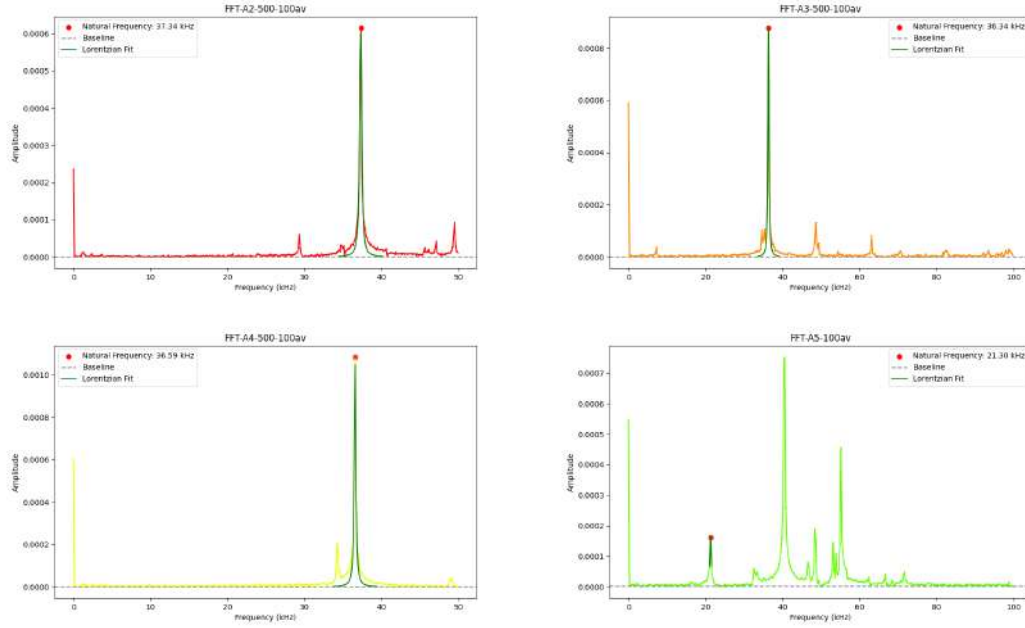 FFT-A2-500-100av
Natural Frequency: 37.34 kHz
Baseline
Lorentzian Fit
0.0006
0.0005
0.0004
0.0003
0.0002
0.0001
0.0000
Amplitude
0 10 20 30 40 50
Frequency (kHz)
FFT-A3-500-100av
Natural Frequency: 36.34 kHz
Baseline
Lorentzian Fit
0.0008
0.0006
0.0004
0.0002
0.0000
Amplitude
0 20 40 60 80 100
Frequency (kHz)
FFT-A4-500-100av
Natural Frequency: 36.59 kHz
Baseline
Lorentzian Fit
0.0010
0.0008
0.0006
0.0004
0.0002
0.0000
Amplitude
0 10 20 30 40 50
Frequency (kHz)
FFT-A5-100av
Natural Frequency: 21.30 kHz
Baseline
Lorentzian Fit
0.0007
0.0006
0.0005
0.0004
0.0003
0.0002
0.0001
0.0000
Amplitude
0 20 40 60 80 100
Frequency (kHz)